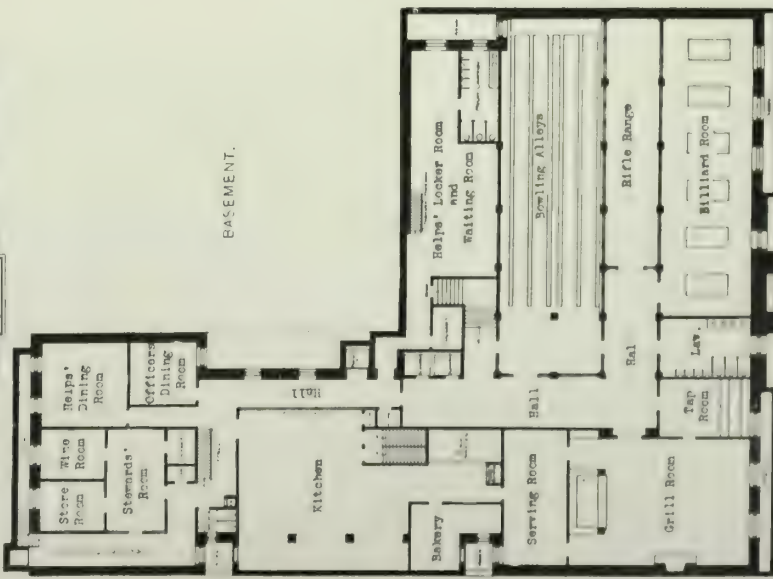 BASEMENT.
Helps'
Dining
Room
Officers'
Dining
Room
Wine
Room
Store
Room
Stewards'
Room
Hall
Kitchen
Bakery
Serving Room
Grill Room
Hall
Tap
Room
Lav.
Hal
Helps' Locker Room
and
Waiting Room
Bowling Alleys
Rifle Range
Billiard Room